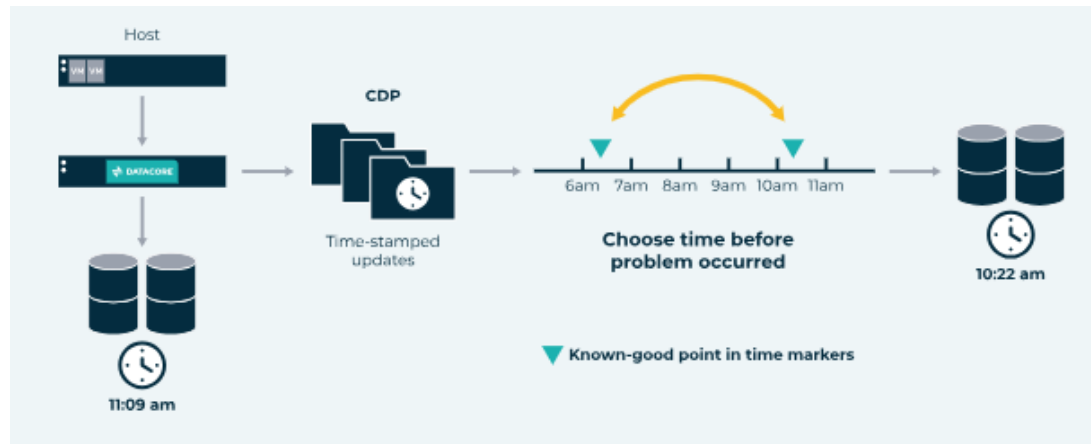 Host
VM VM
DATACORE
11:09 am
CDP
Time-stamped
updates
6am 7am 8am 9am 10am 11am
Choose time before
problem occurred
Known-good point in time markers
10:22 am